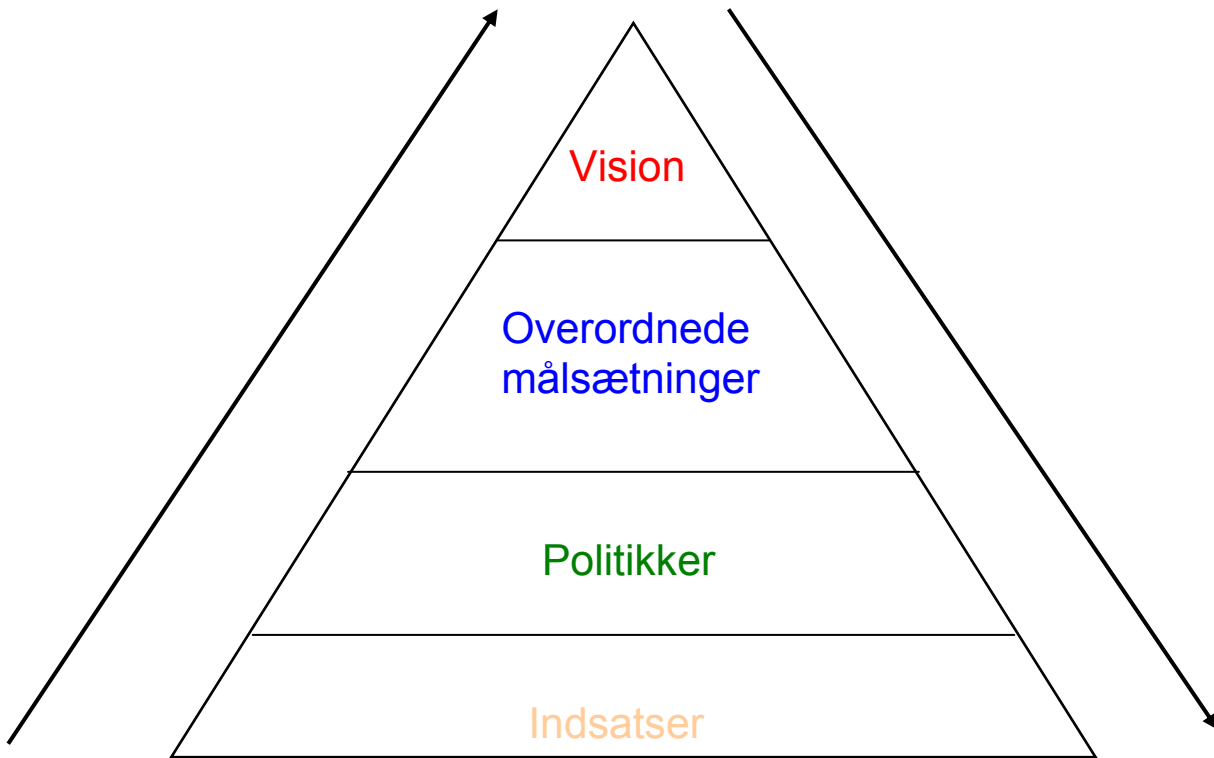 Vision
Overordnede
målsætninger
Politikker
Indsatser